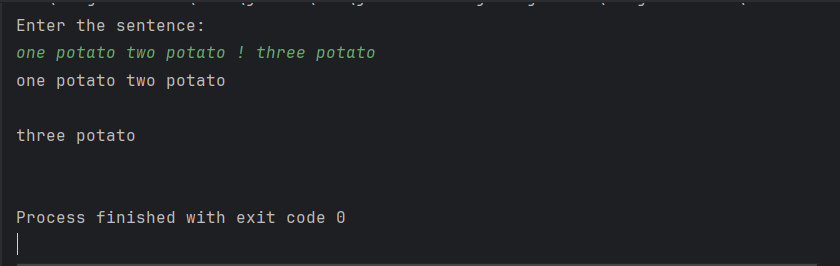 Enter the sentence:
one potato two potato ! three potato
one potato two potato
three potato
Process finished with exit code 0